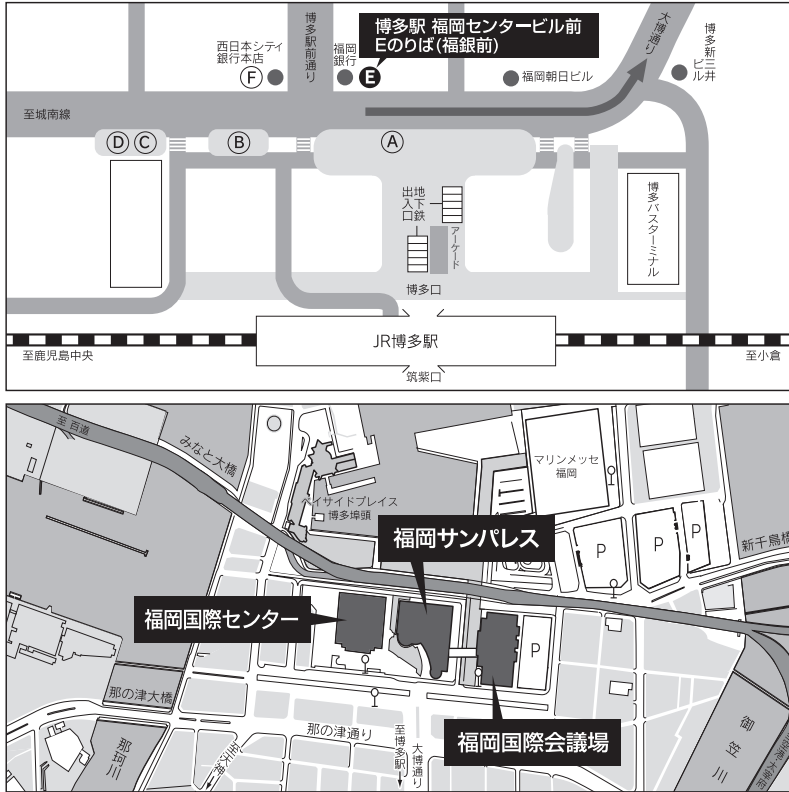 博多駅 福岡センタービル前
Eのりば(福銀前)
大博通り
博多新三井
ビル
博多駅前通り
西日本シティ
銀行本店
Ⓕ
福岡
銀行
E
福岡朝日ビル
至城南線
Ⓓ Ⓒ
Ⓑ
Ⓐ
地下鉄
出入口
アーケード
博多バスターミナル
博多口
JR博多駅
至鹿児島中央
至小倉
筑紫口
至 百道
みなと大橋
ベイサイドプレイス
博多埠頭
マリンメッセ
福岡
福岡サンパレス
P
P
P
新千鳥橋
福岡国際センター
P
那の津大橋
那の津通り
福岡国際会議場
那珂川
至天神
至博多駅
大博通り
御笠川